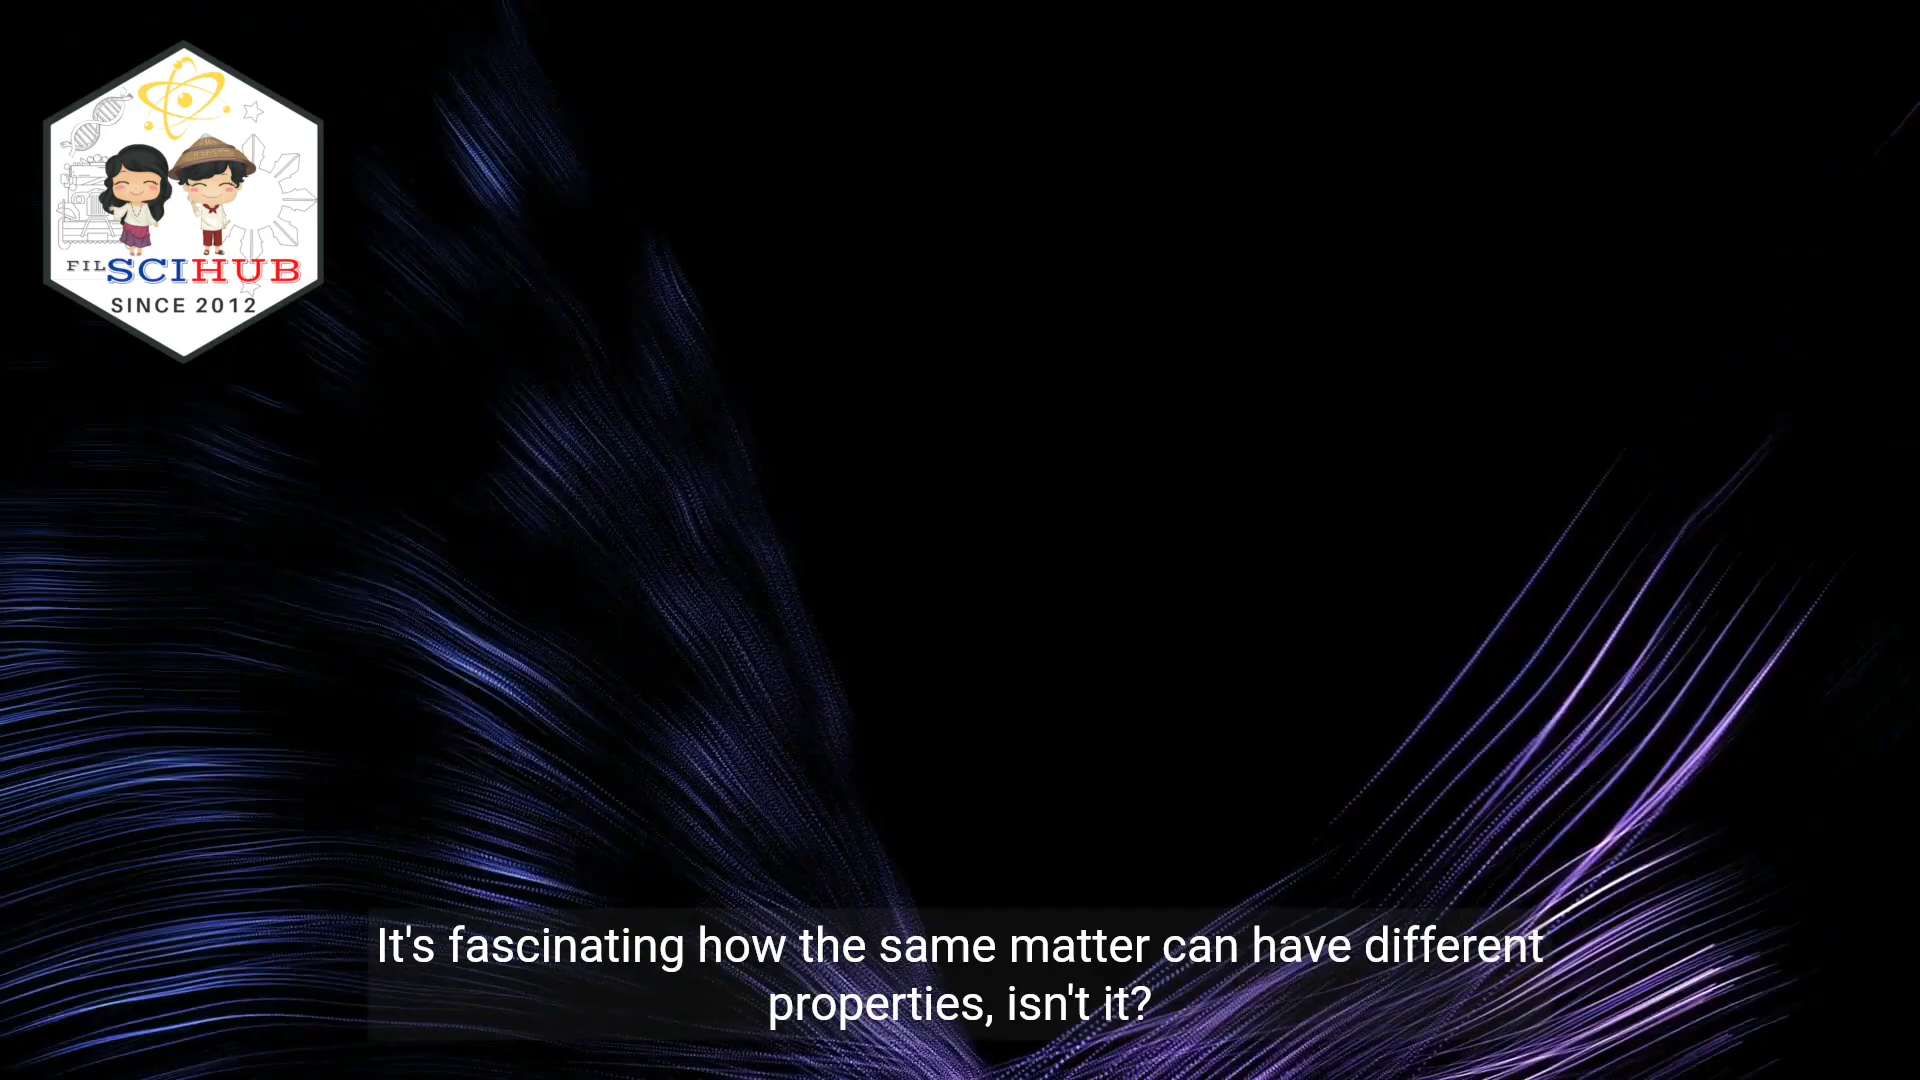 FILSCIHUB
SINCE 2012
It's fascinating how the same matter can have different
properties, isn't it?